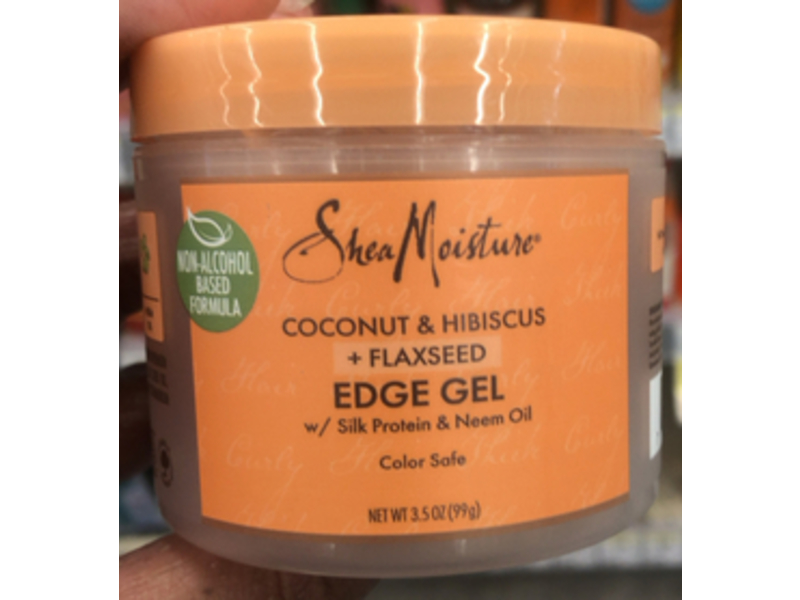 SheaMoisture®
NON-ALCOHOL
BASED
FORMULA
COCONUT & HIBISCUS
+ FLAXSEED
EDGE GEL
w/ Silk Protein & Neem Oil
Color Safe
NET WT 3.5 OZ (99g)